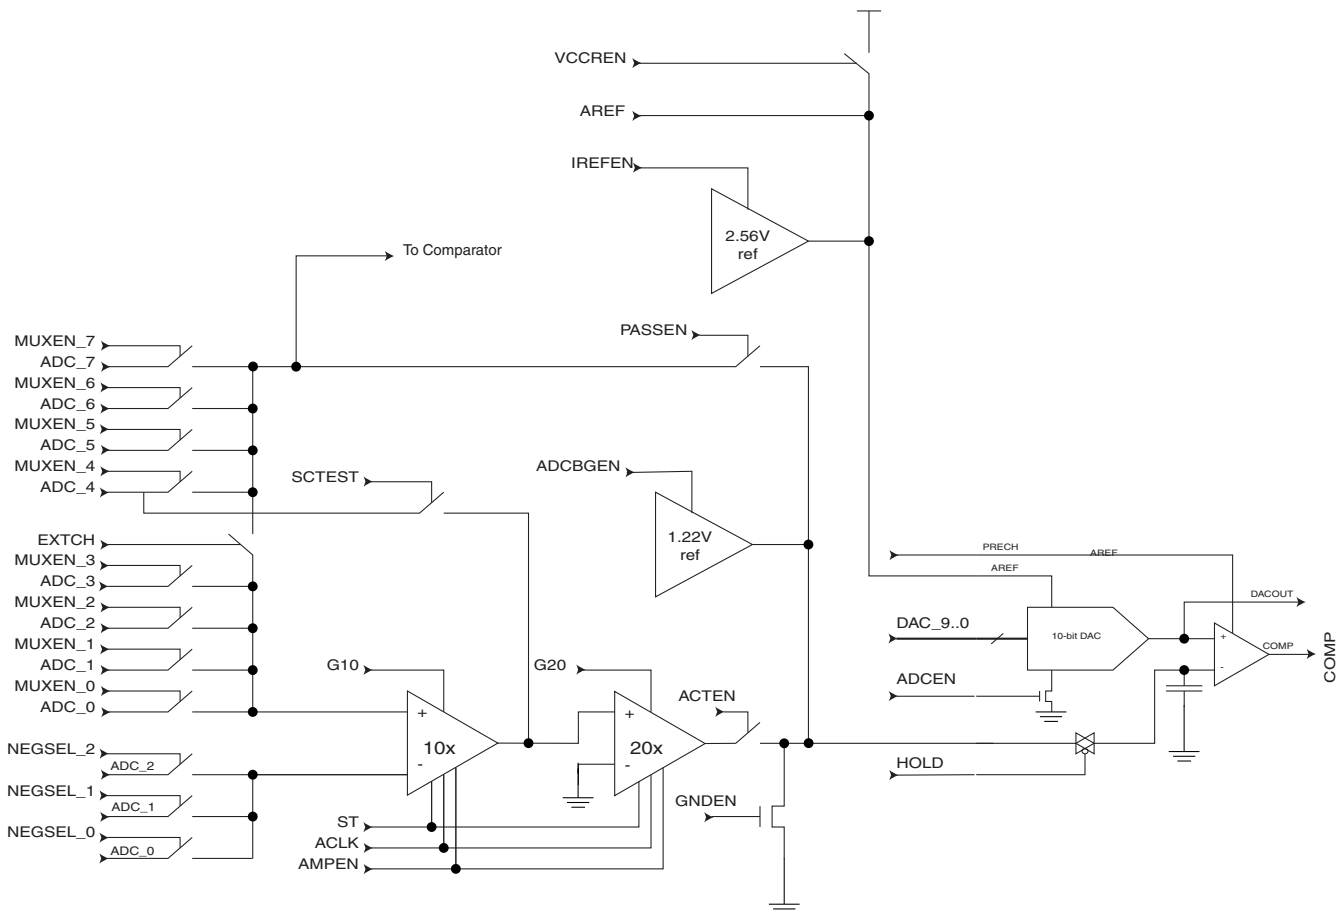 VCCREN
AREF
IREFEN
2.56V
ref
To Comparator
PASSEN
MUXEN_7
ADC_7
MUXEN_6
ADC_6
MUXEN_5
ADC_5
MUXEN_4
ADC_4
SCTEST
ADCBGEN
1.22V
ref
EXTCH
MUXEN_3
ADC_3
MUXEN_2
ADC_2
MUXEN_1
ADC_1
MUXEN_0
ADC_0
PRECH
AREF
AREF
DACOUT
DAC_9..0
10-bit DAC
+
-
COMP
COMP
ADCEN
HOLD
G10
+
10x
-
G20
+
20x
-
ACTEN
NEGSEL_2
ADC_2
NEGSEL_1
ADC_1
NEGSEL_0
ADC_0
ST
ACLK
AMPEN
GNDEN